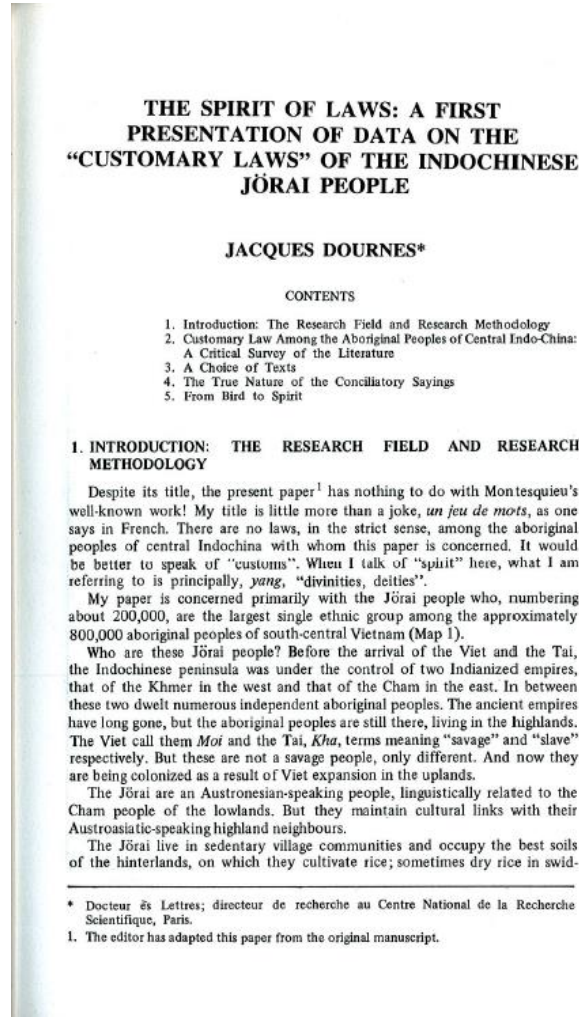 THE SPIRIT OF LAWS: A FIRST
PRESENTATION OF DATA ON THE
“CUSTOMARY LAWS” OF THE INDOCHINESE
JÖRAI PEOPLE
JACQUES DOURNES*
CONTENTS
1. Introduction: The Research Field and Research Methodology
2. Customary Law Among the Aboriginal Peoples of Central Indo-China:
A Critical Survey of the Literature
3. A Choice of Texts
4. The True Nature of the Conciliatory Sayings
5. From Bird to Spirit
1. INTRODUCTION: THE RESEARCH FIELD AND RESEARCH
METHODOLOGY
Despite its title, the present paper¹ has nothing to do with Montesquieu’s
well-known work! My title is little more than a joke, un jeu de mots, as one
says in French. There are no laws, in the strict sense, among the aboriginal
peoples of central Indochina with whom this paper is concerned. It would
be better to speak of “customs”. When I talk of “spirit” here, what I am
referring to is principally, yang, “divinities, deities”.
My paper is concerned primarily with the Jörai people who, numbering
about 200,000, are the largest single ethnic group among the approximately
800,000 aboriginal peoples of south-central Vietnam (Map 1).
Who are these Jörai people? Before the arrival of the Viet and the Tai,
the Indochinese peninsula was under the control of two Indianized empires,
that of the Khmer in the west and that of the Cham in the east. In between
these two dwelt numerous independent aboriginal peoples. The ancient empires
have long gone, but the aboriginal peoples are still there, living in the highlands.
The Viet call them Moi and the Tai, Kha, terms meaning “savage” and “slave”
respectively. But these are not a savage people, only different. And now they
are being colonized as a result of Viet expansion in the uplands.
The Jörai are an Austronesian-speaking people, linguistically related to the
Cham people of the lowlands. But they maintain cultural links with their
Austroasiatic-speaking highland neighbours.
The Jörai live in sedentary village communities and occupy the best soils
of the hinterlands, on which they cultivate rice; sometimes dry rice in swid-
* Docteur ès Lettres; directeur de recherche au Centre National de la Recherche
Scientifique, Paris.
1. The editor has adapted this paper from the original manuscript.